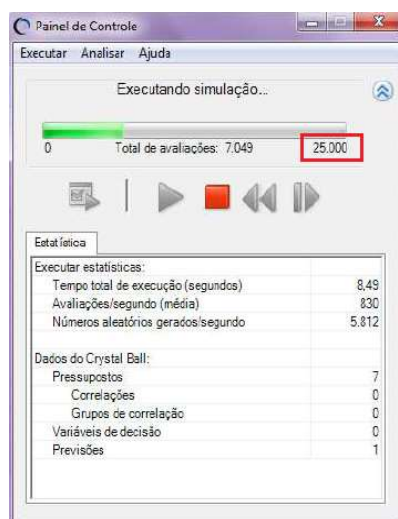 Painel de Controle
Executar Analisar Ajuda
Executando simulação...
0 Total de avaliações: 7.049 25.000
Estatística
Executar estatísticas:
Tempo total de execução (segundos) 8,49
Avaliações/segundo (média) 830
Números aleatórios gerados/segundo 5.812
Dados do Crystal Ball:
Pressupostos 7
Correlações 0
Grupos de correlação 0
Variáveis de decisão 0
Previsões 1